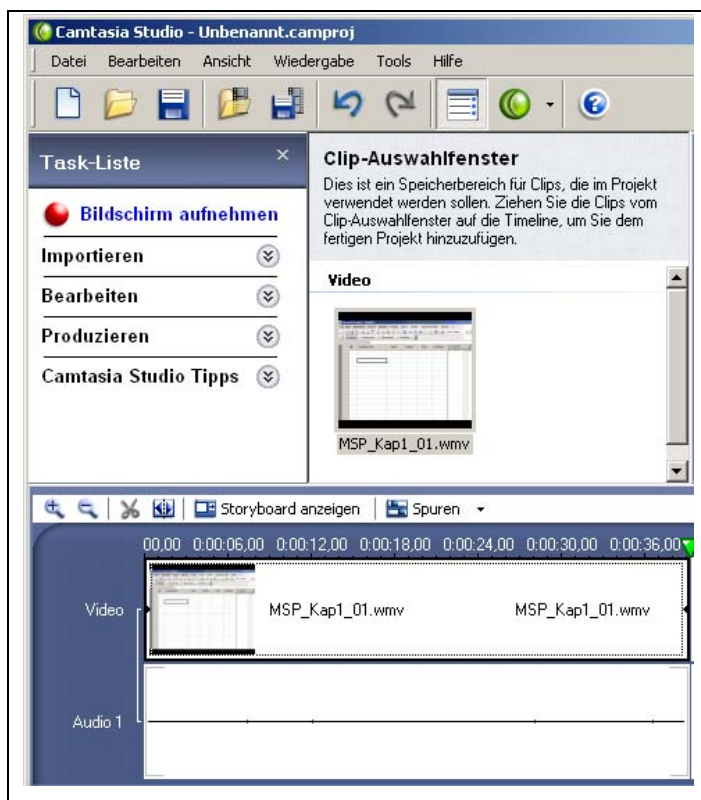 Camtasia Studio - Unbenannt.camproj
Datei Bearbeiten Ansicht Wiedergabe Tools Hilfe
Task-Liste
Bildschirm aufnehmen
Importieren
Bearbeiten
Produzieren
Camtasia Studio Tipps
Clip-Auswahlfenster
Dies ist ein Speicherbereich für Clips, die im Projekt
verwendet werden sollen. Ziehen Sie die Clips vom
Clip-Auswahlfenster auf die Timeline, um Sie dem
fertigen Projekt hinzuzufügen.
Video
MSP_Kap1_01.wmv
Storyboard anzeigen Spuren
00,00 0:00:06,00 0:00:12,00 0:00:18,00 0:00:24,00 0:00:30,00 0:00:36,00
Video MSP_Kap1_01.wmv MSP_Kap1_01.wmv
Audio 1